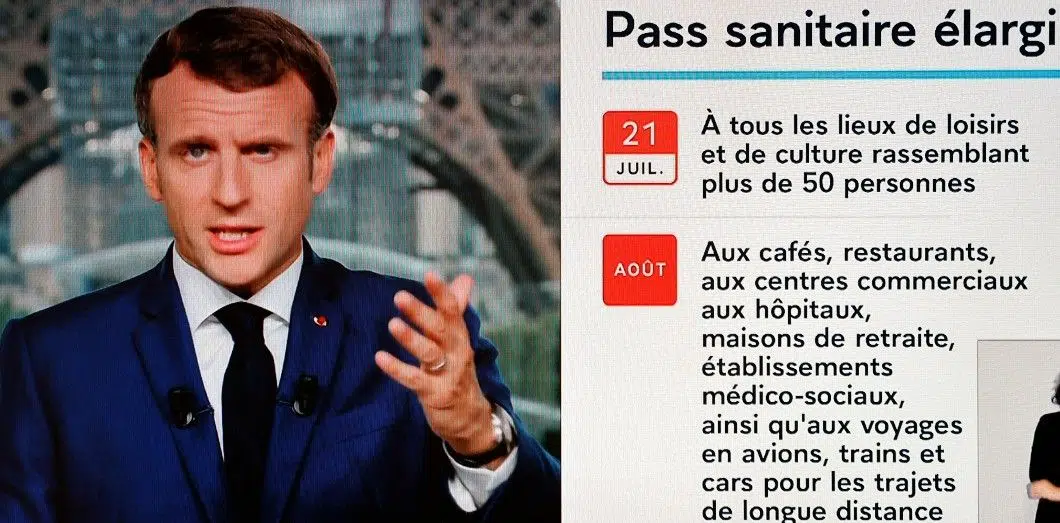 Pass sanitaire élargi
21
JUIL.
À tous les lieux de loisirs
et de culture rassemblant
plus de 50 personnes
AOÛT
Aux cafés, restaurants,
aux centres commerciaux
aux hôpitaux,
maisons de retraite,
établissements
médico-sociaux,
ainsi qu'aux voyages
en avions, trains et
cars pour les trajets
de longue distance